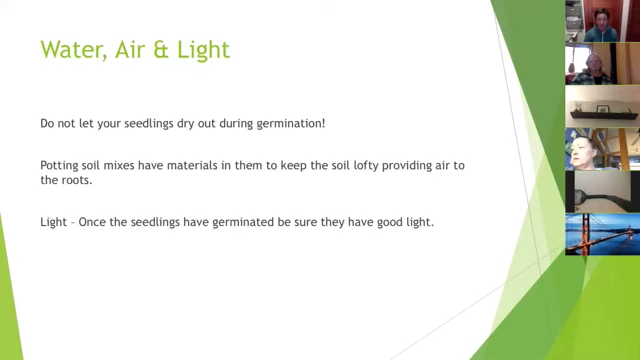 Water, Air & Light
Do not let your seedlings dry out during germination!
Potting soil mixes have materials in them to keep the soil lofty providing air to
the roots.
Light – Once the seedlings have germinated be sure they have good light.